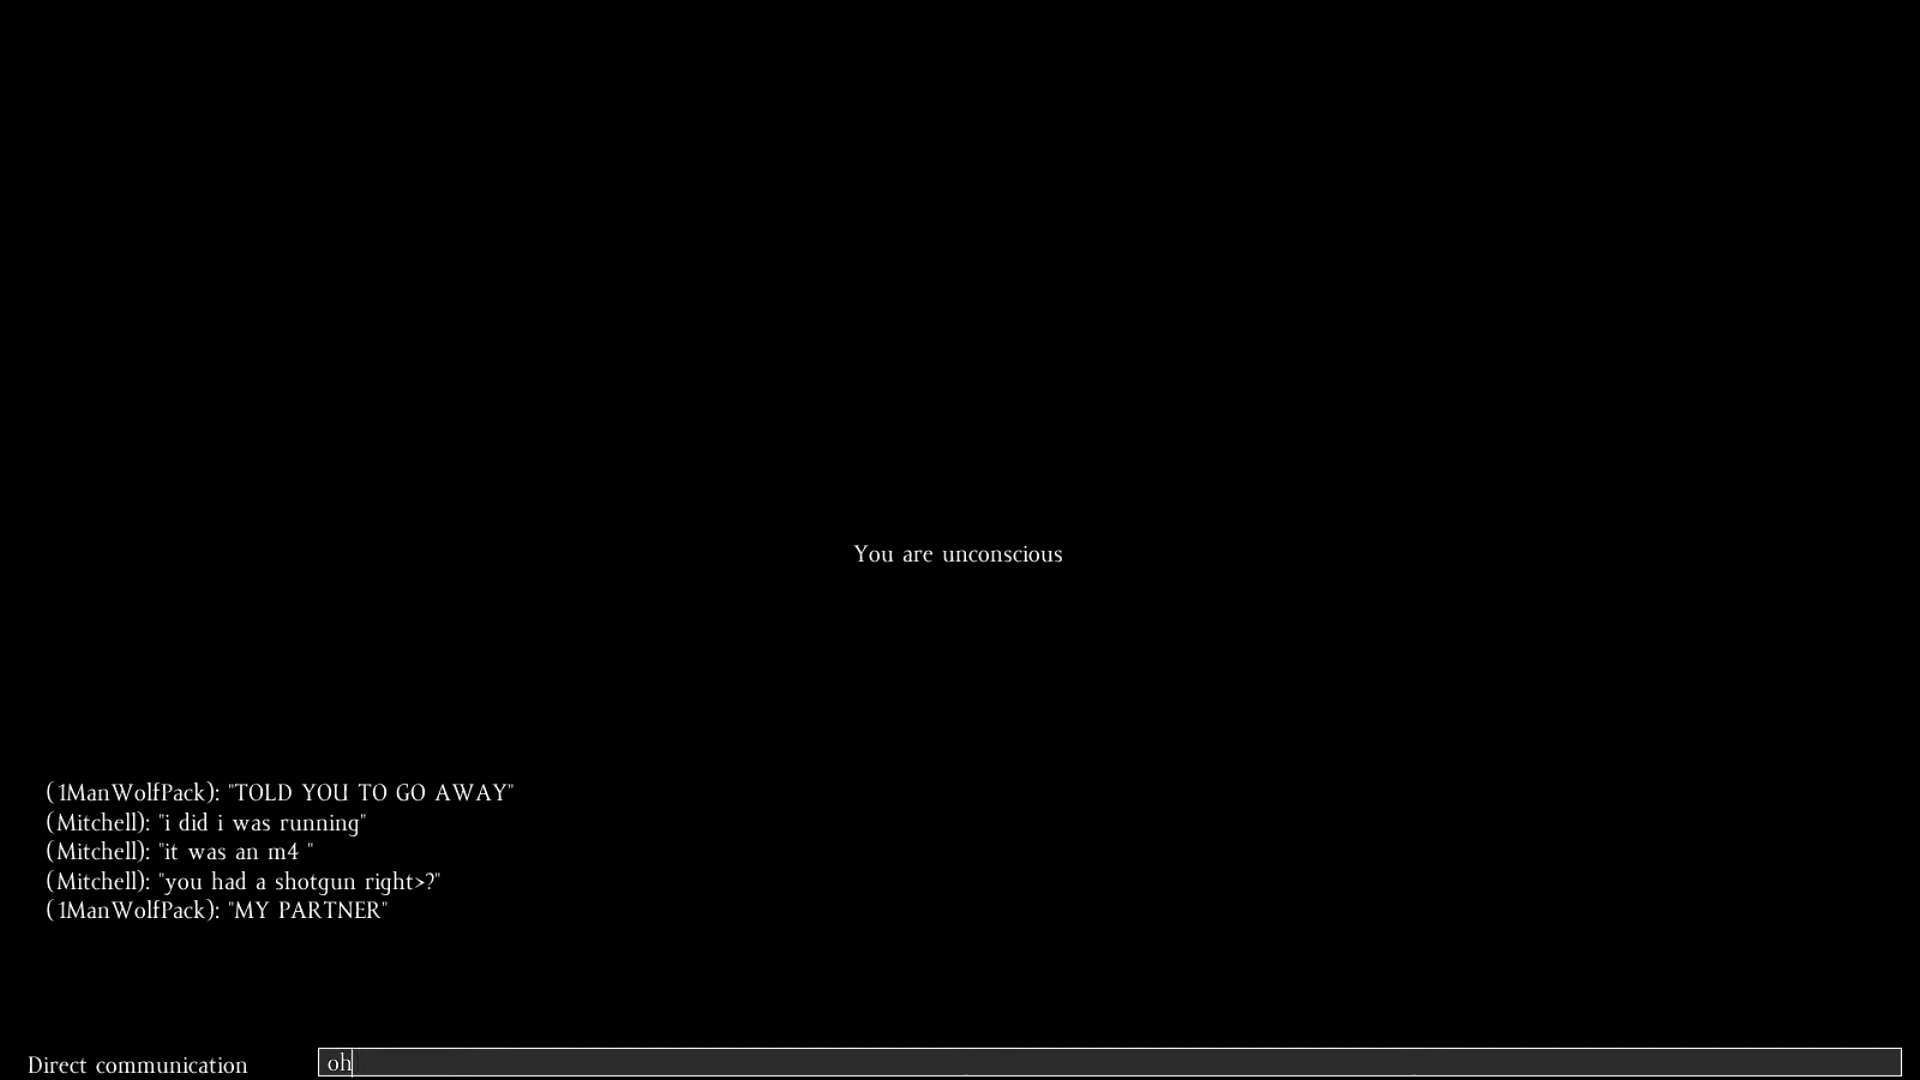 You are unconscious
(1ManWolfPack): "TOLD YOU TO GO AWAY"
(Mitchell): "i did i was running"
(Mitchell): "it was an m4 "
(Mitchell): "you had a shotgun right>?"
(1ManWolfPack): "MY PARTNER"
Direct communication oh